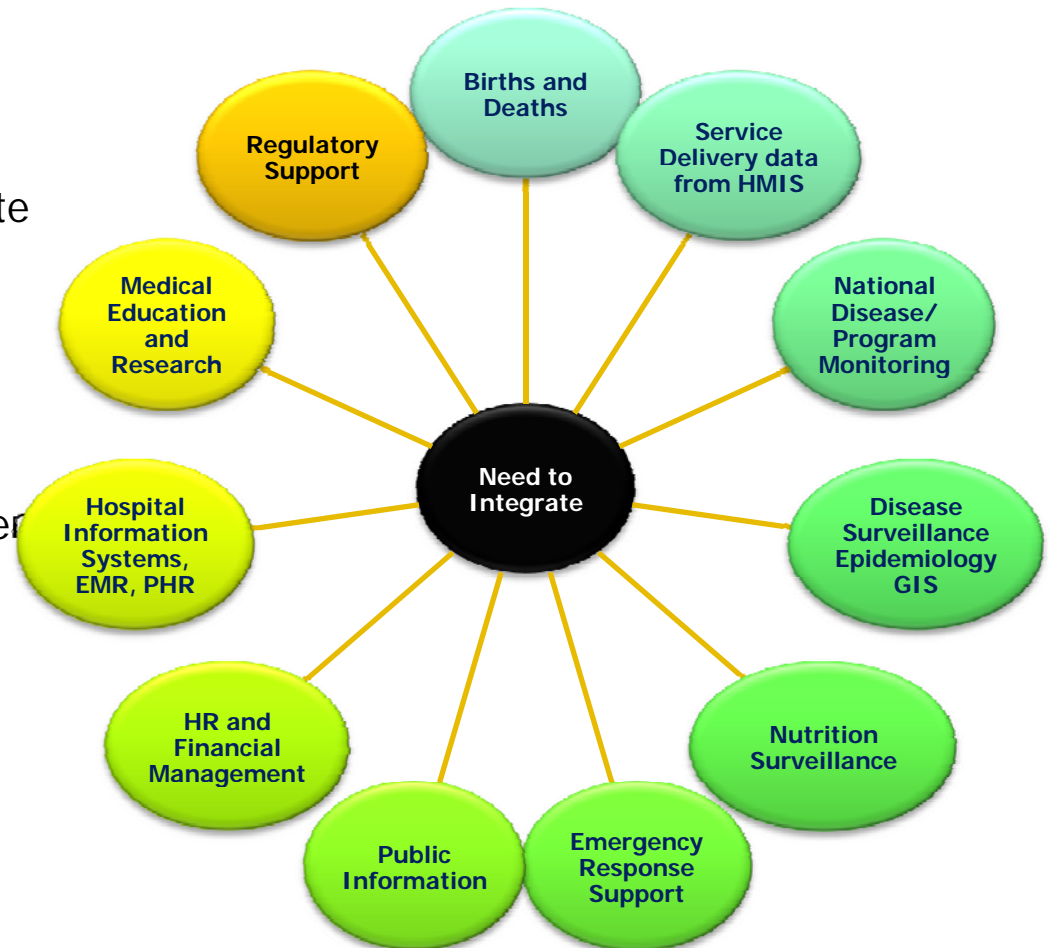 Births and
Deaths
Service
Delivery data
from HMIS
National
Disease/
Program
Monitoring
Disease
Surveillance
Epidemiology
GIS
Nutrition
Surveillance
Emergency
Response
Support
Public
Information
HR and
Financial
Management
Hospital
Information
Systems,
EMR, PHR
Medical
Education
and
Research
Regulatory
Support
Need to
Integrate